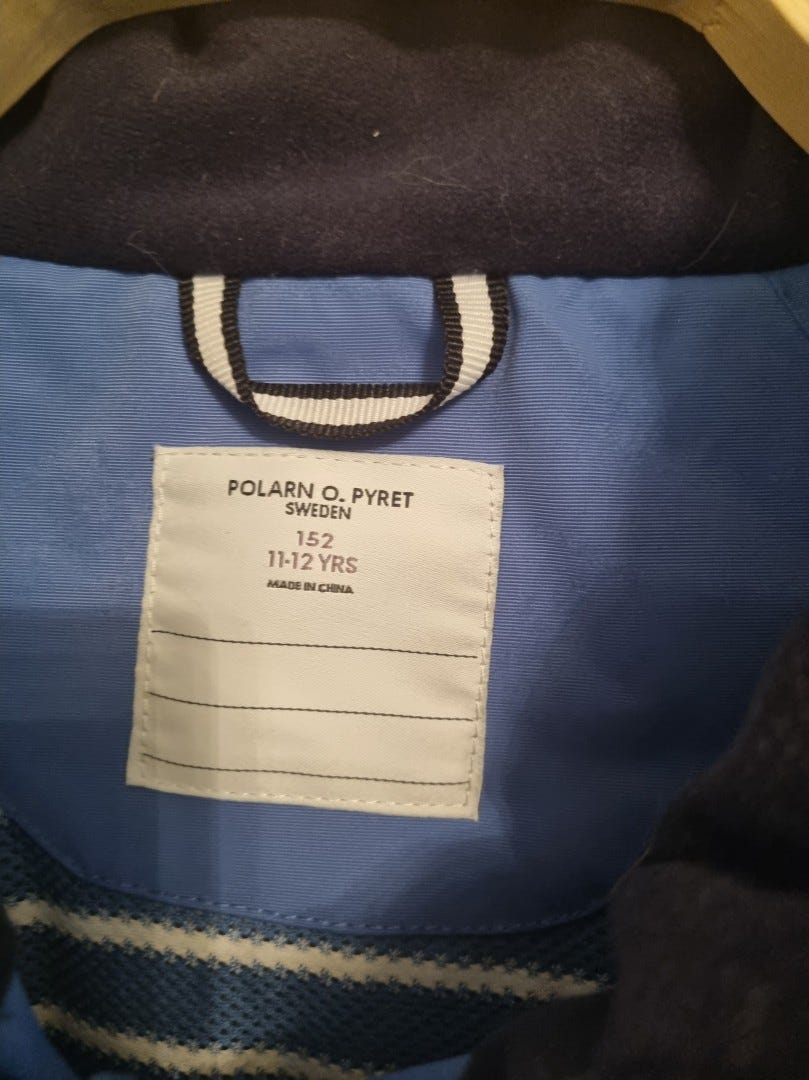 POLARN O. PYRET
SWEDEN
152
11-12 YRS
MADE IN CHINA